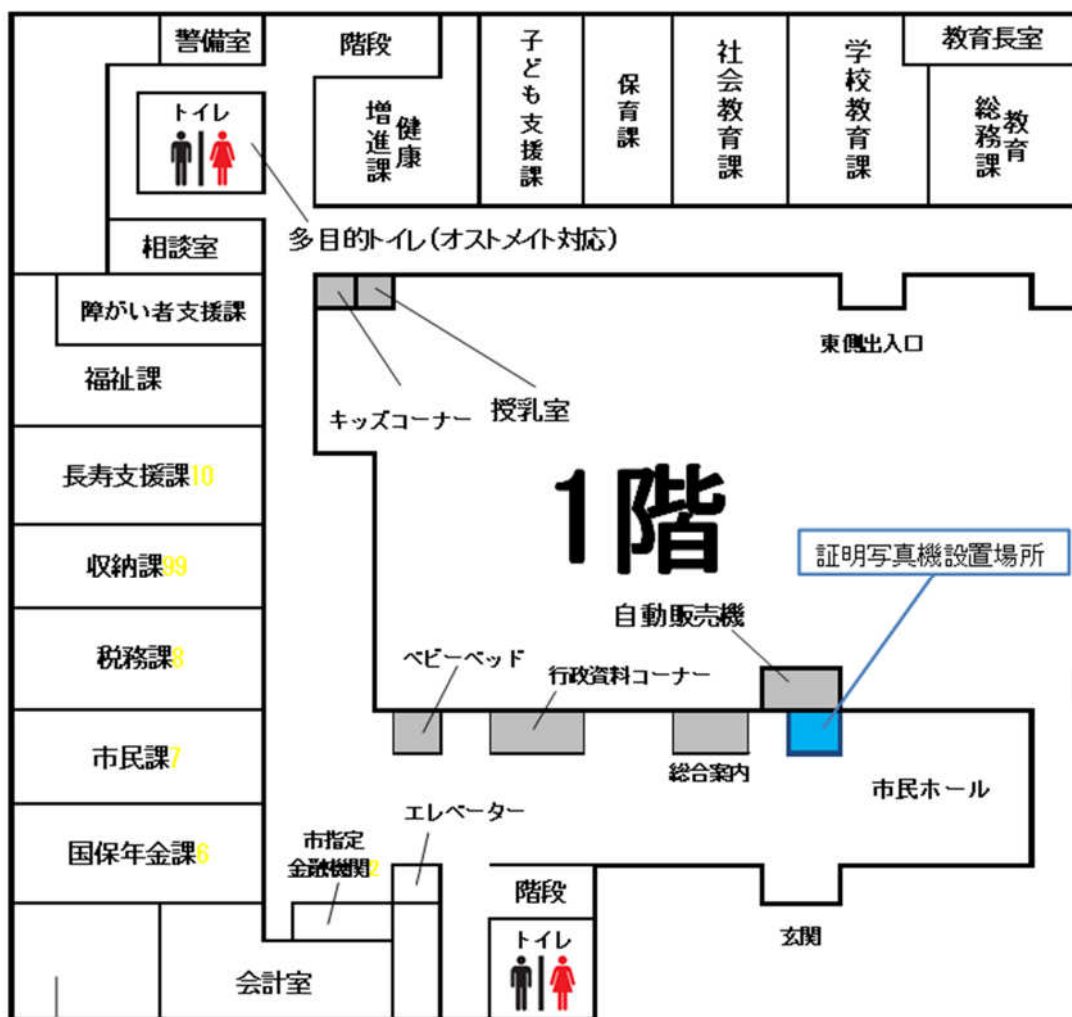 警備室
階段
子ども支援課
保育課
社会教育課
学校教育課
教育長室
トイレ
健康
増進課
教育
総務課
相談室
多目的トイレ(オストメイト対応)
障がい者支援課
東側出入口
福祉課
キッズコーナー
授乳室
長寿支援課10
1階
収納課99
証明写真機設置場所
自動販売機
税務課8
ベビーベッド
行政資料コーナー
市民課7
総合案内
市民ホール
エレベーター
国保年金課6
市指定
金融機関2
階段
玄関
トイレ
会計室